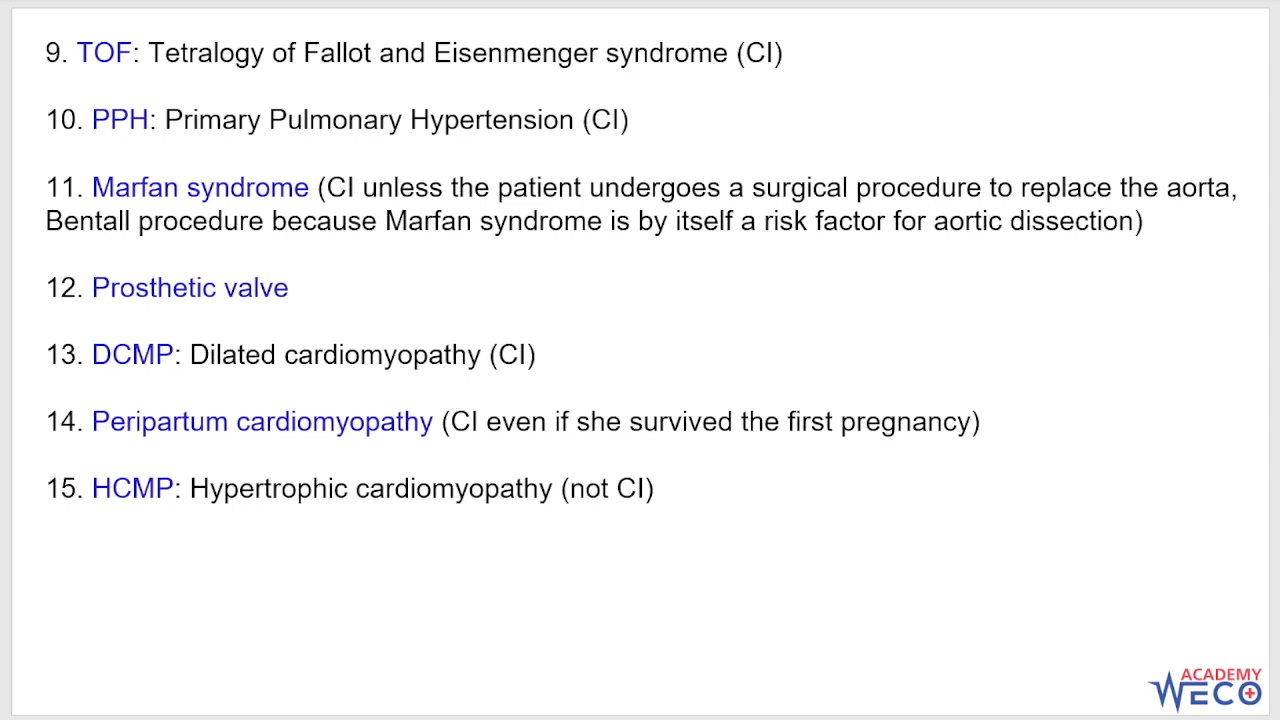 9. TOF: Tetralogy of Fallot and Eisenmenger syndrome (CI)
10. PPH: Primary Pulmonary Hypertension (CI)
11. Marfan syndrome (CI unless the patient undergoes a surgical procedure to replace the aorta,
Bentall procedure because Marfan syndrome is by itself a risk factor for aortic dissection)
12. Prosthetic valve
13. DCMP: Dilated cardiomyopathy (CI)
14. Peripartum cardiomyopathy (CI even if she survived the first pregnancy)
15. HCMP: Hypertrophic cardiomyopathy (not CI)
ACADEMY
WECO